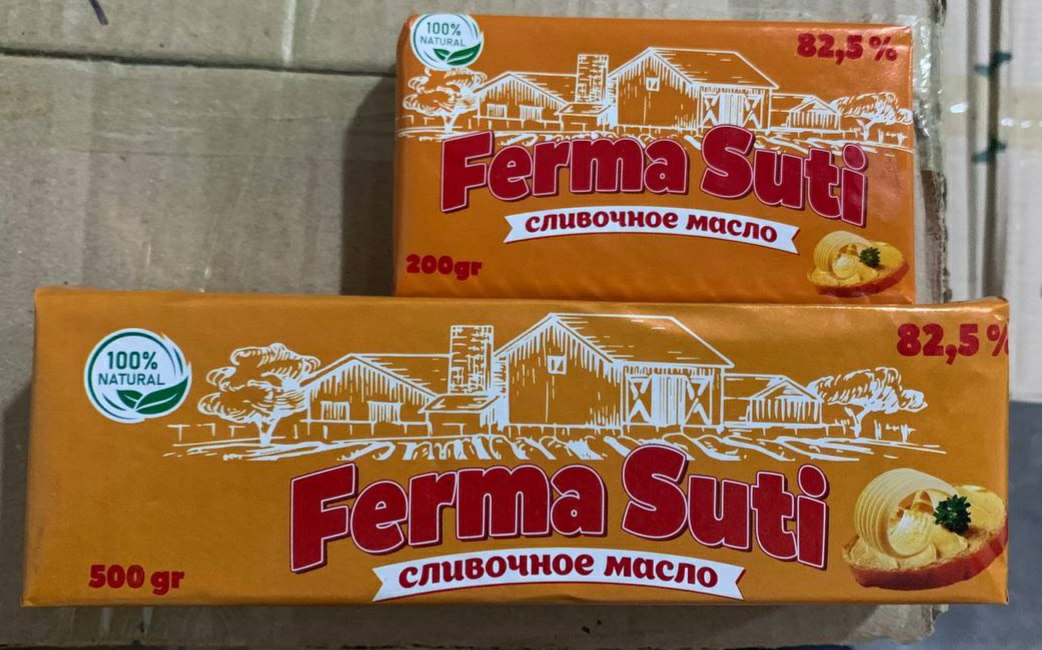 100%
NATURAL
82,5 %
Ferma Suti
сливочное масло
200gr
100%
NATURAL
82,5 %
Ferma Suti
сливочное масло
500 gr